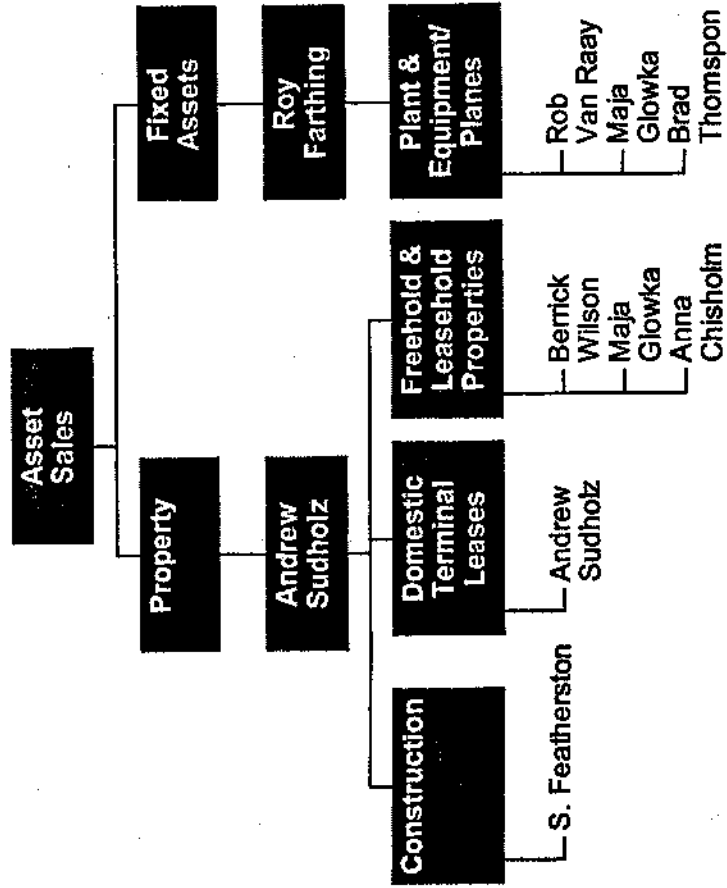 Asset
Sales
Property
Fixed
Assets
Andrew
Sudholz
Roy
Farthing
Construction
Domestic
Terminal
Leases
Freehold &
Leasehold
Properties
Plant &
Equipment/
Planes
S. Featherston
Andrew
Sudholz
Berrick
Wilson
Maja
Glowka
Anna
Chisholm
Rob
Van Raay
Maja
Glowka
Brad
Thomspon